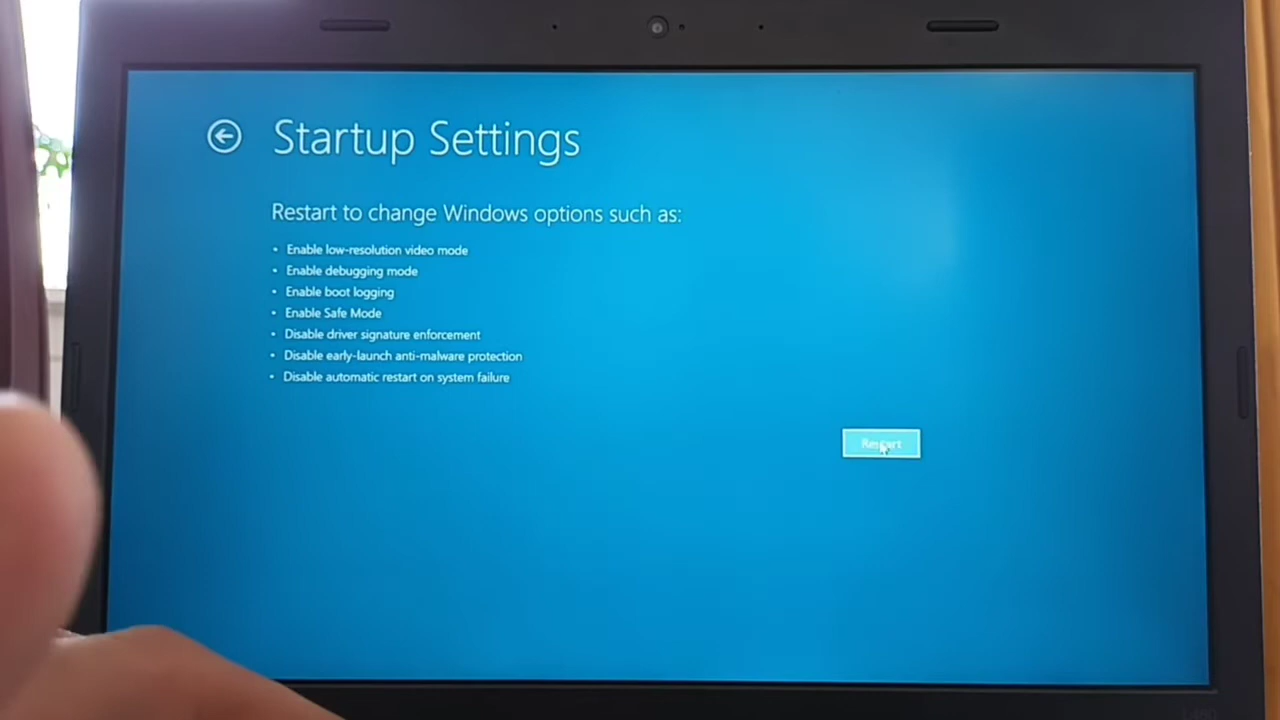 Startup Settings
Restart to change Windows options such as:
• Enable low-resolution video mode
• Enable debugging mode
• Enable boot logging
• Enable Safe Mode
• Disable driver signature enforcement
• Disable early-launch anti-malware protection
• Disable automatic restart on system failure
Restart